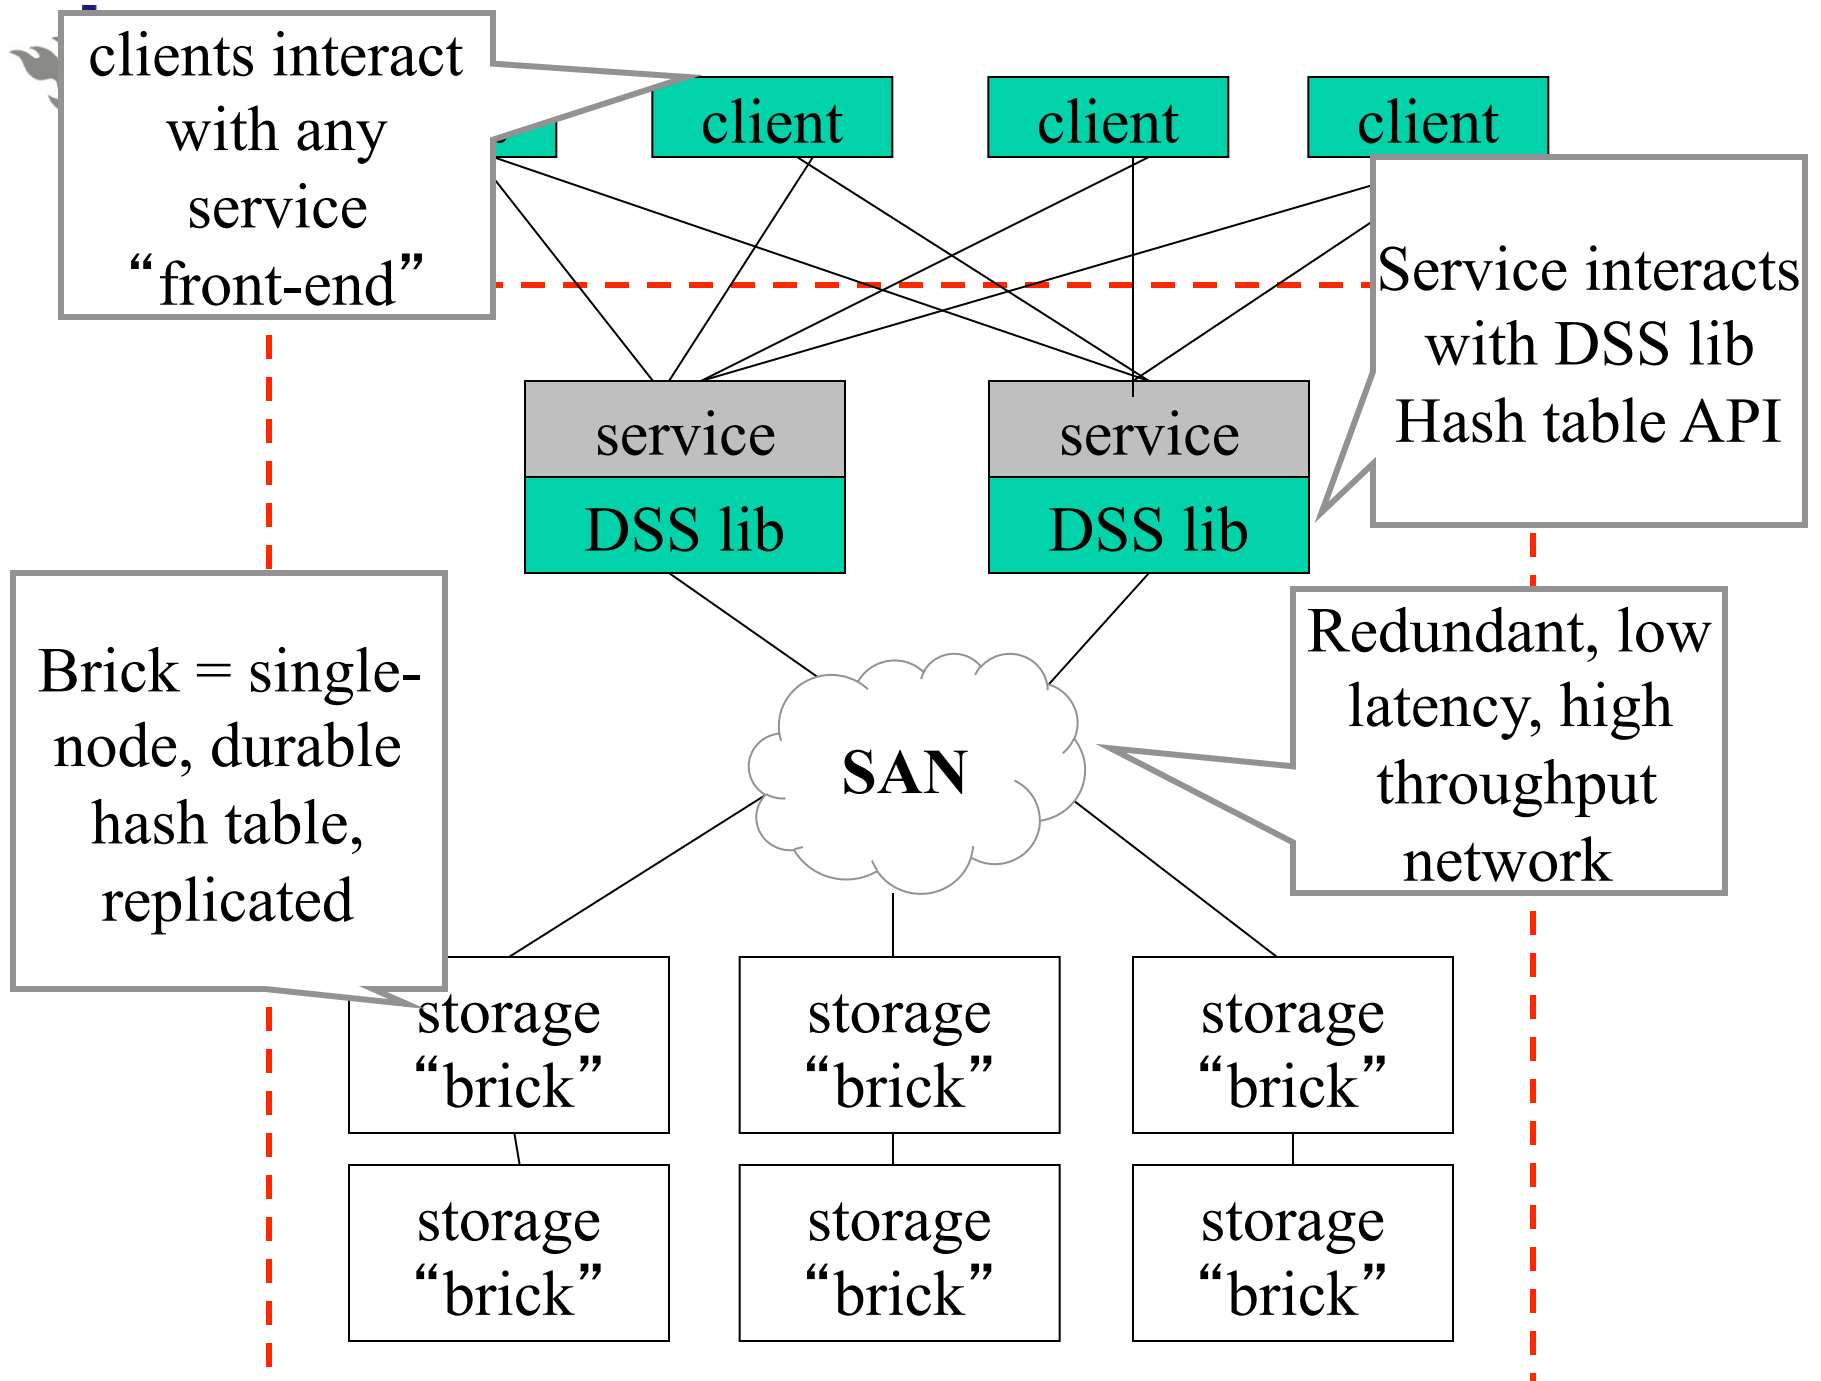 clients interact
with any
service
“front-end”
client
client
client
Service interacts
with DSS lib
Hash table API
service
service
DSS lib
DSS lib
Brick = single-
node, durable
hash table,
replicated
Redundant, low
latency, high
throughput
network
SAN
storage
“brick”
storage
“brick”
storage
“brick”
storage
“brick”
storage
“brick”
storage
“brick”